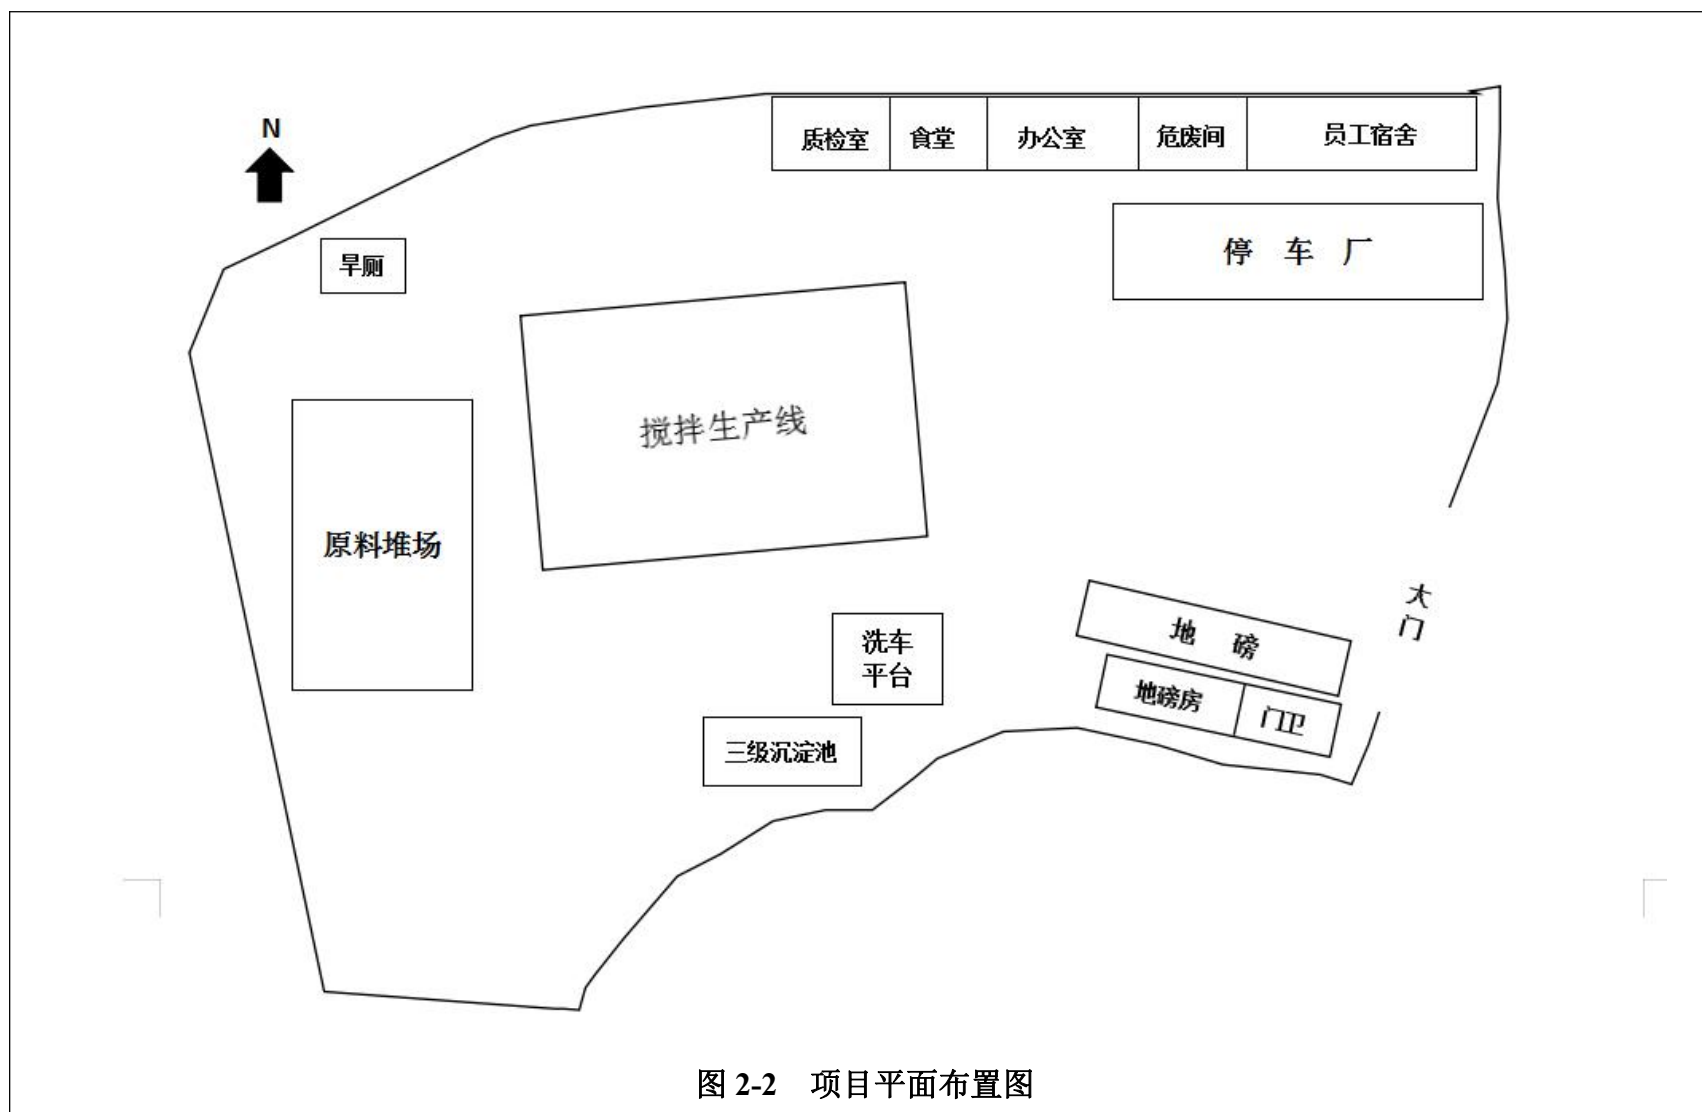 N
质检室
食堂
办公室
危废间
员工宿舍
停 车 厂
旱厕
搅拌生产线
原料堆场
洗车
平台
三级沉淀池
地 磅
地磅房
门卫
大
门
图 2-2 项目平面布置图